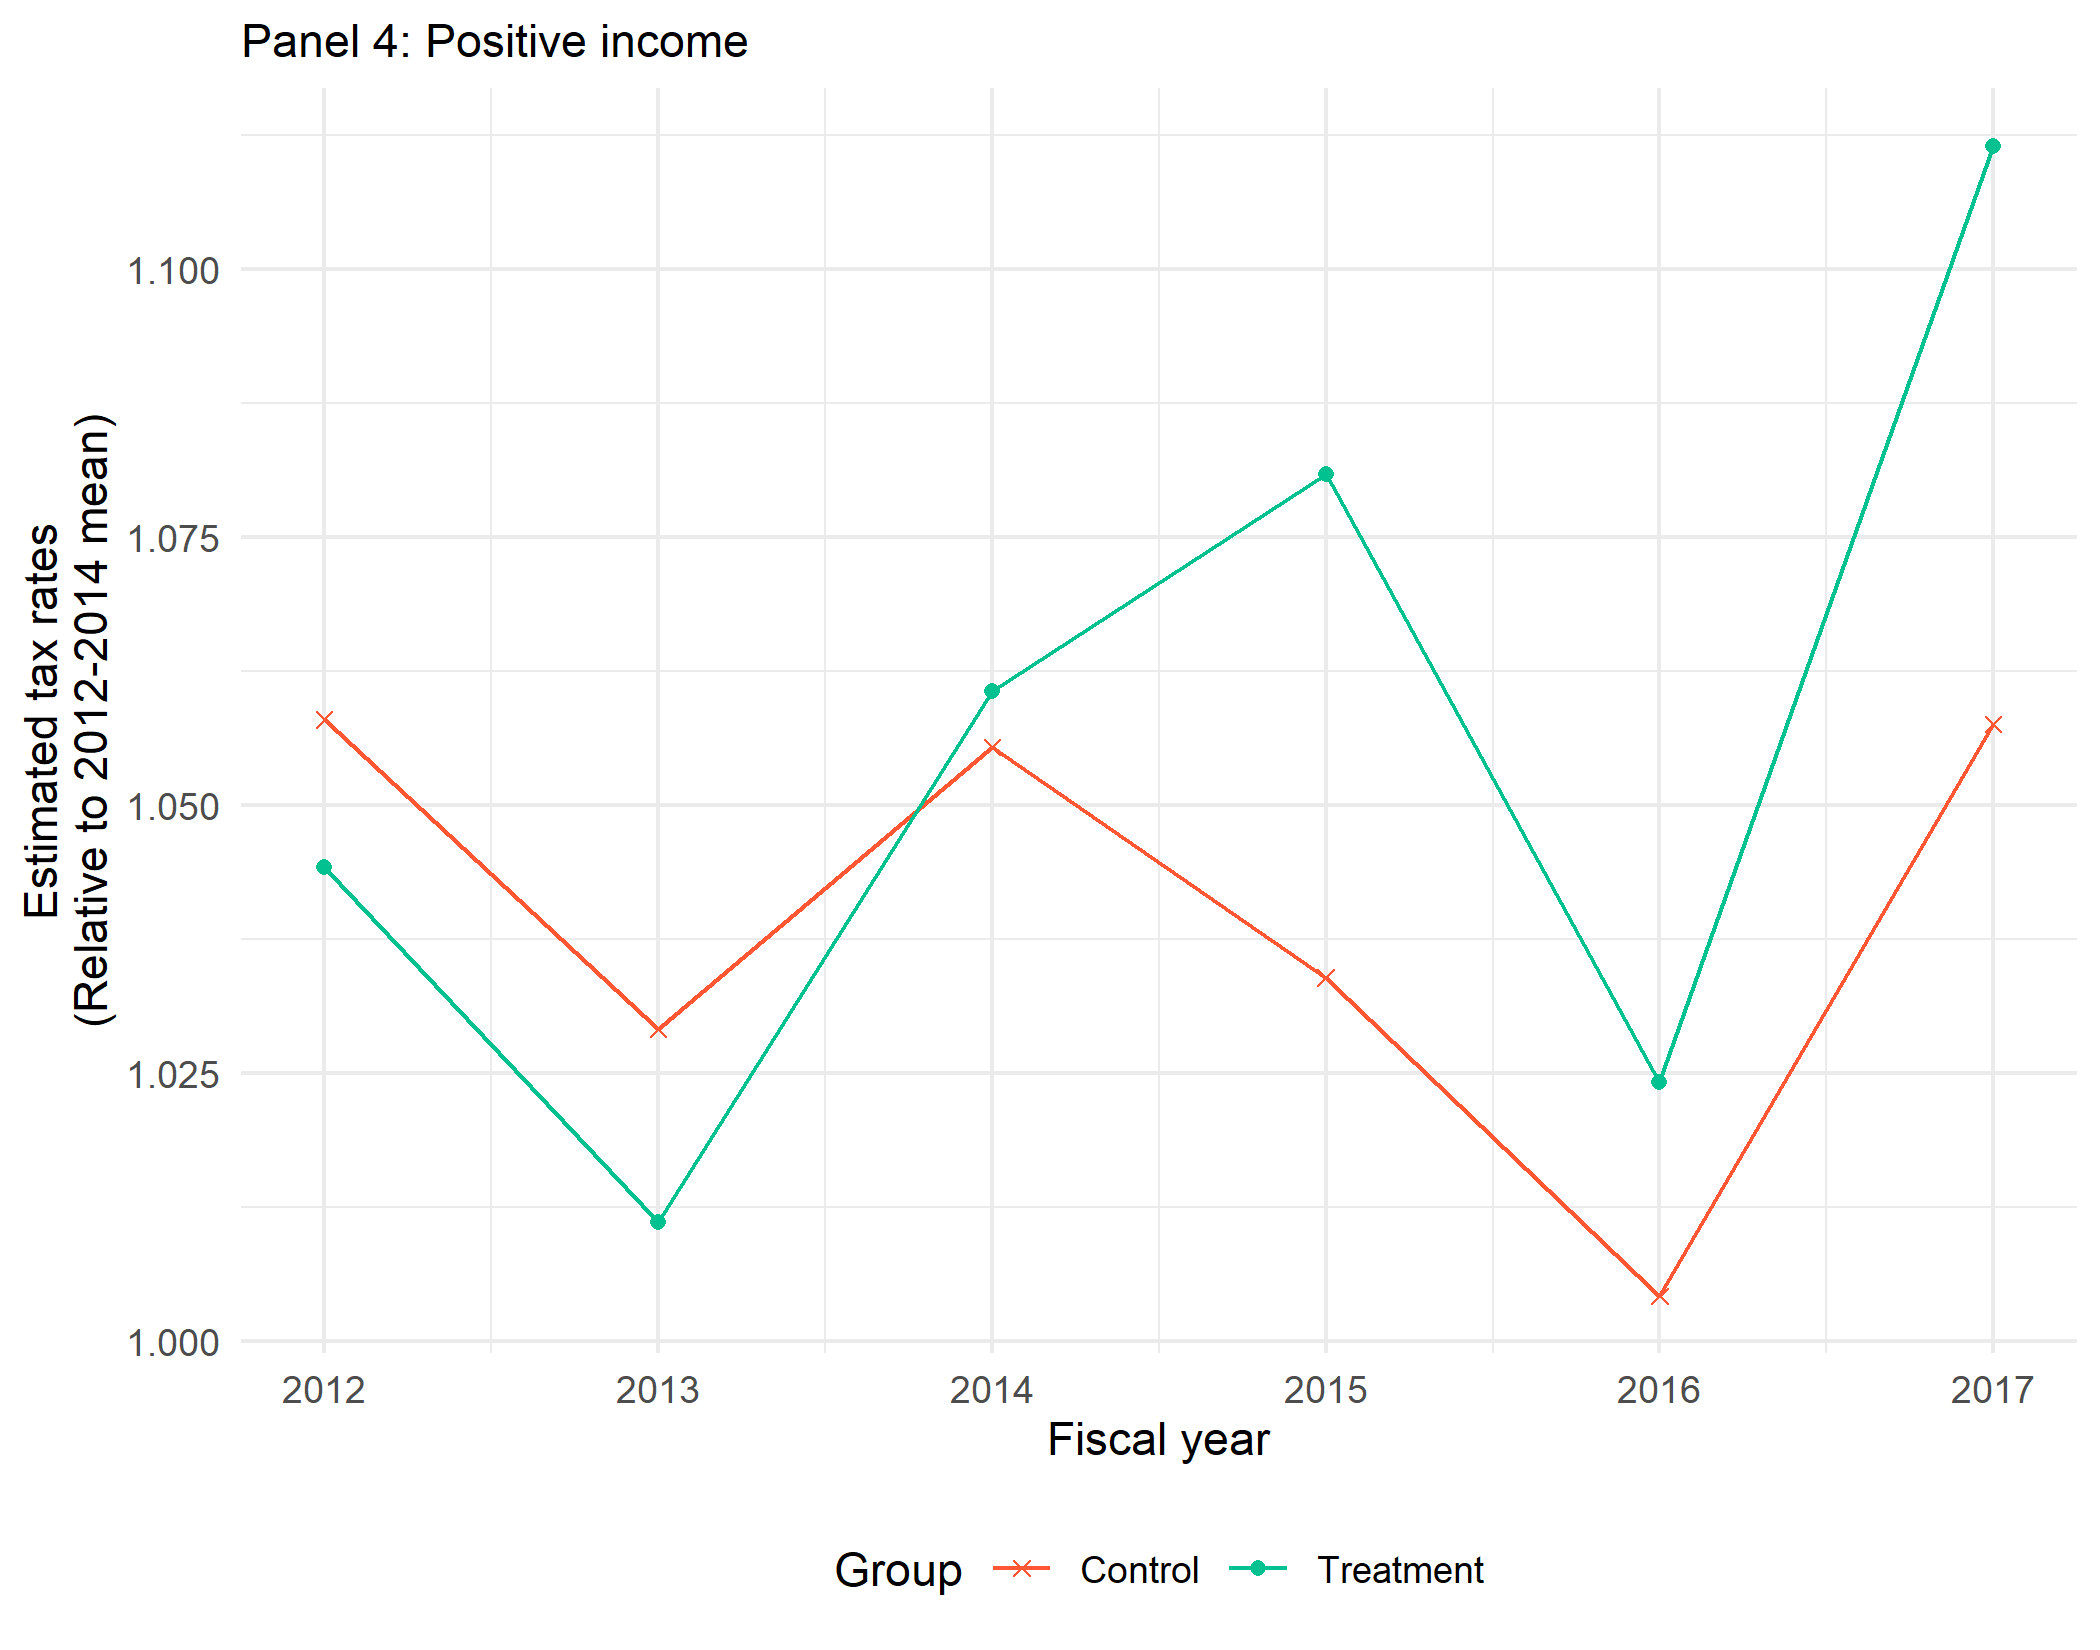 Panel 4: Positive income
Estimated tax rates
(Relative to 2012-2014 mean)
1.100
1.075
1.050
1.025
1.000
2012 2013 2014 2015 2016 2017
Fiscal year
Group Control Treatment